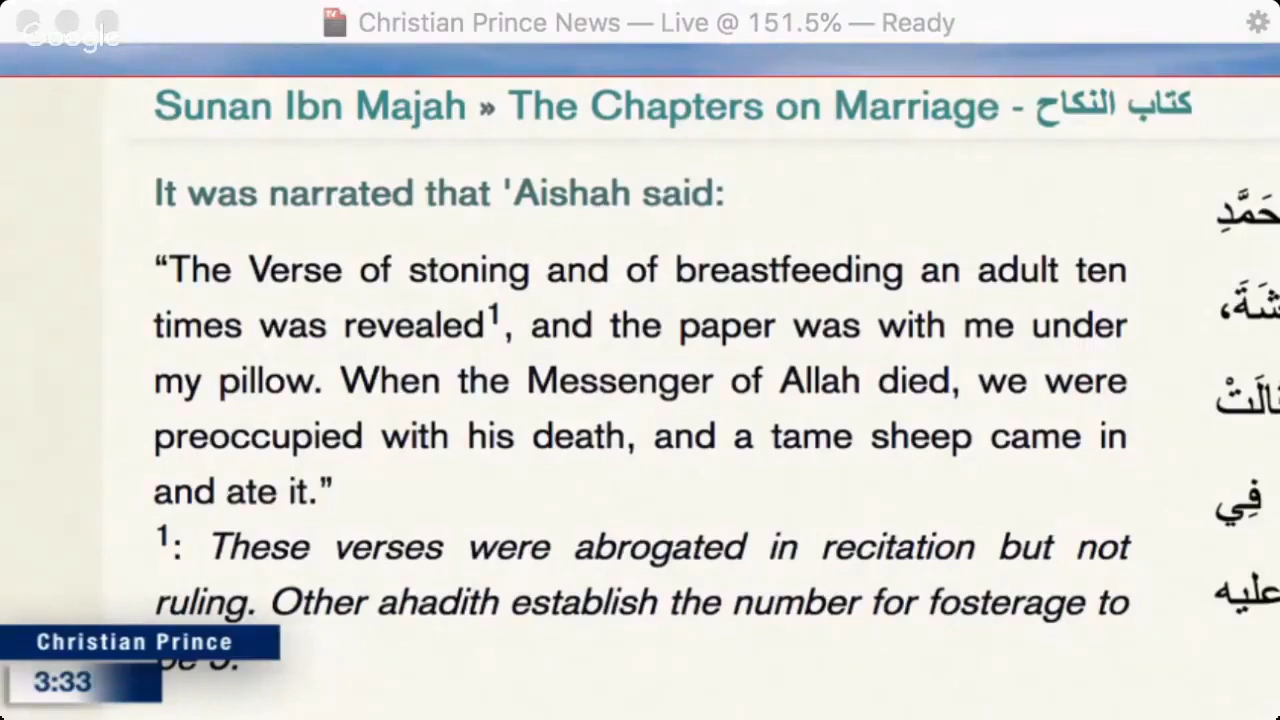 Google
Christian Prince News — Live @ 151.5% — Ready
Sunan Ibn Majah » The Chapters on Marriage - كتاب النكاح
It was narrated that 'Aishah said:
“The Verse of stoning and of breastfeeding an adult ten
times was revealed¹, and the paper was with me under
my pillow. When the Messenger of Allah died, we were
preoccupied with his death, and a tame sheep came in
and ate it.”
¹: These verses were abrogated in recitation but not
ruling. Other ahadith establish the number for fosterage to
be 5.
فِي
عليه
Christian Prince
3:33